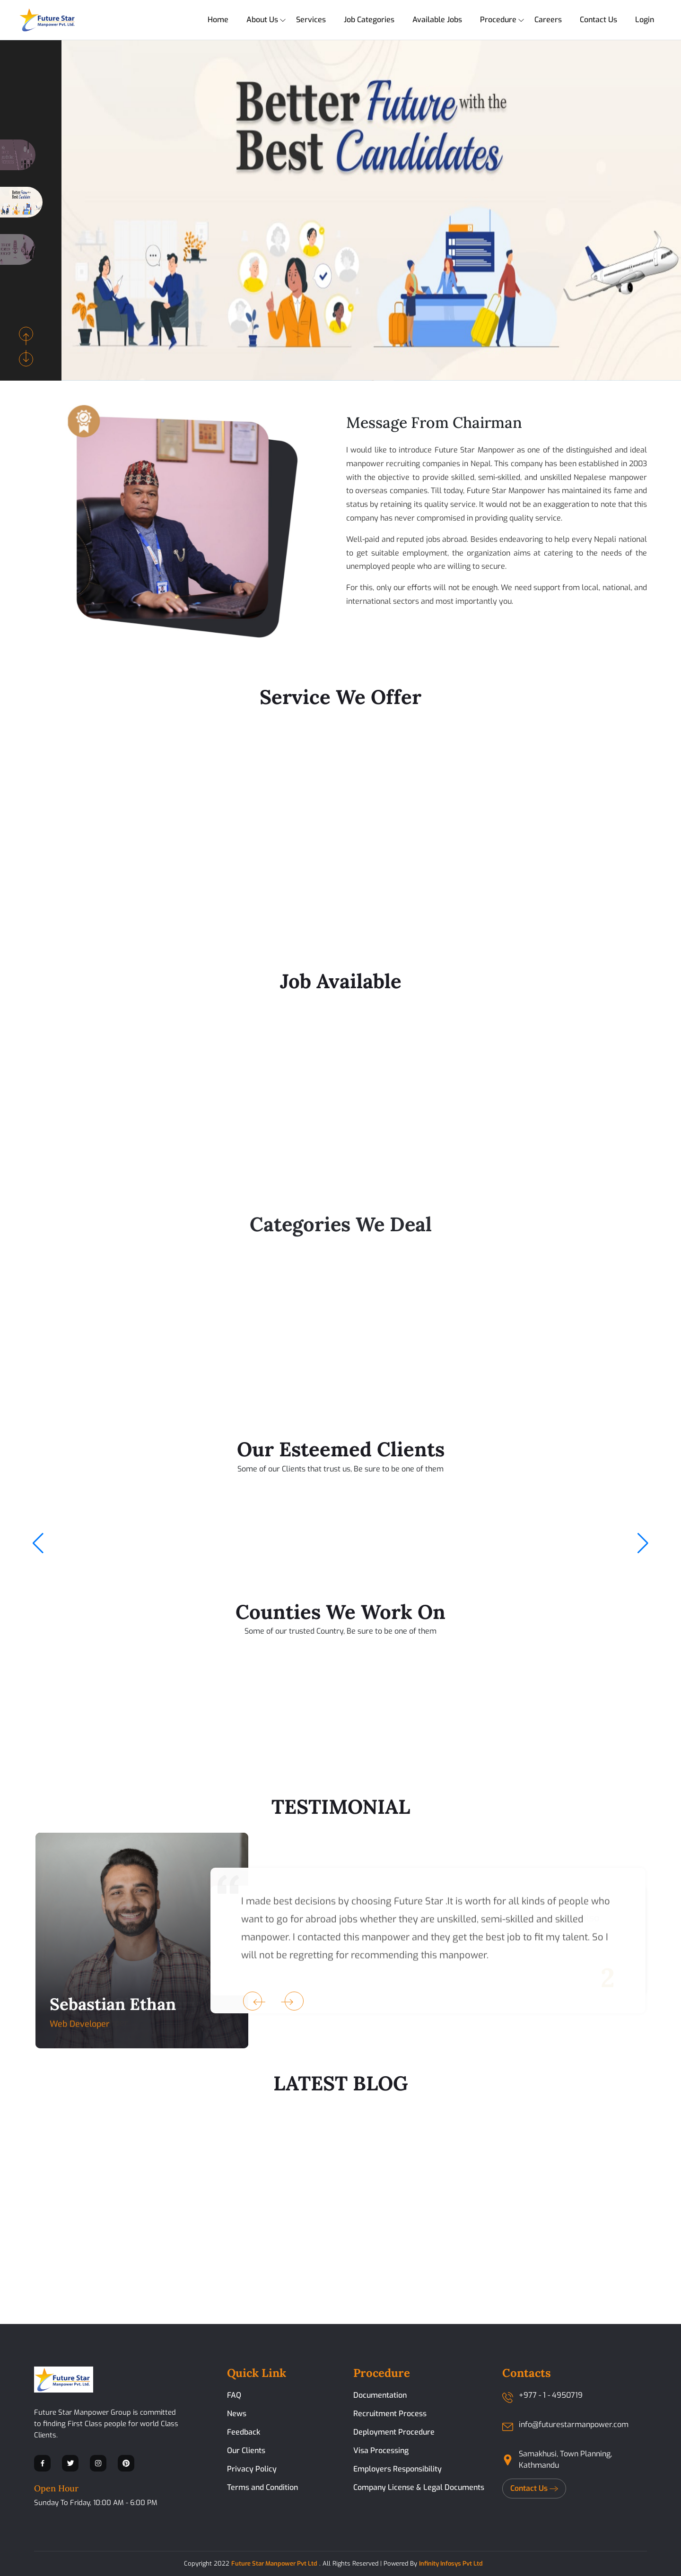 Future Star
Manpower Pvt. Ltd.
Home
About Us
Services
Job Categories
Available Jobs
Procedure
Careers
Contact Us
Login
Better Future with the
Best Candidates
Message From Chairman
I would like to introduce Future Star Manpower as one of the distinguished and ideal
manpower recruiting companies in Nepal. This company has been established in 2003
with the objective to provide skilled, semi-skilled, and unskilled Nepalese manpower
to overseas companies. Till today, Future Star Manpower has maintained its fame and
status by retaining its quality service. It would not be an exaggeration to note that this
company has never compromised in providing quality service.
Well-paid and reputed jobs abroad. Besides endeavoring to help every Nepali national
to get suitable employment, the organization aims at catering to the needs of the
unemployed people who are willing to secure.
For this, only our efforts will not be enough. We need support from local, national, and
international sectors and most importantly you.
Service We Offer
Job Available
Categories We Deal
Our Esteemed Clients
Some of our Clients that trust us, Be sure to be one of them
Counties We Work On
Some of our trusted Country, Be sure to be one of them
TESTIMONIAL
I made best decisions by choosing Future Star .It is worth for all kinds of people who
want to go for abroad jobs whether they are unskilled, semi-skilled and skilled
manpower. I contacted this manpower and they get the best job to fit my talent. So I
will not be regretting for recommending this manpower.
2
Sebastian Ethan
Web Developer
LATEST BLOG
Future Star
Manpower Pvt. Ltd.
Future Star Manpower Group is committed
to finding First Class people for world Class
Clients.
Open Hour
Sunday To Friday, 10:00 AM - 6:00 PM
Quick Link
FAQ
News
Feedback
Our Clients
Privacy Policy
Terms and Condition
Procedure
Documentation
Recruitment Process
Deployment Procedure
Visa Processing
Employers Responsibility
Company License & Legal Documents
Contacts
+977 - 1 - 4950719
info@futurestarmanpower.com
Samakhusi, Town Planning,
Kathmandu
Contact Us
Copyright 2022 Future Star Manpower Pvt Ltd . All Rights Reserved | Powered By Infinity Infosys Pvt Ltd